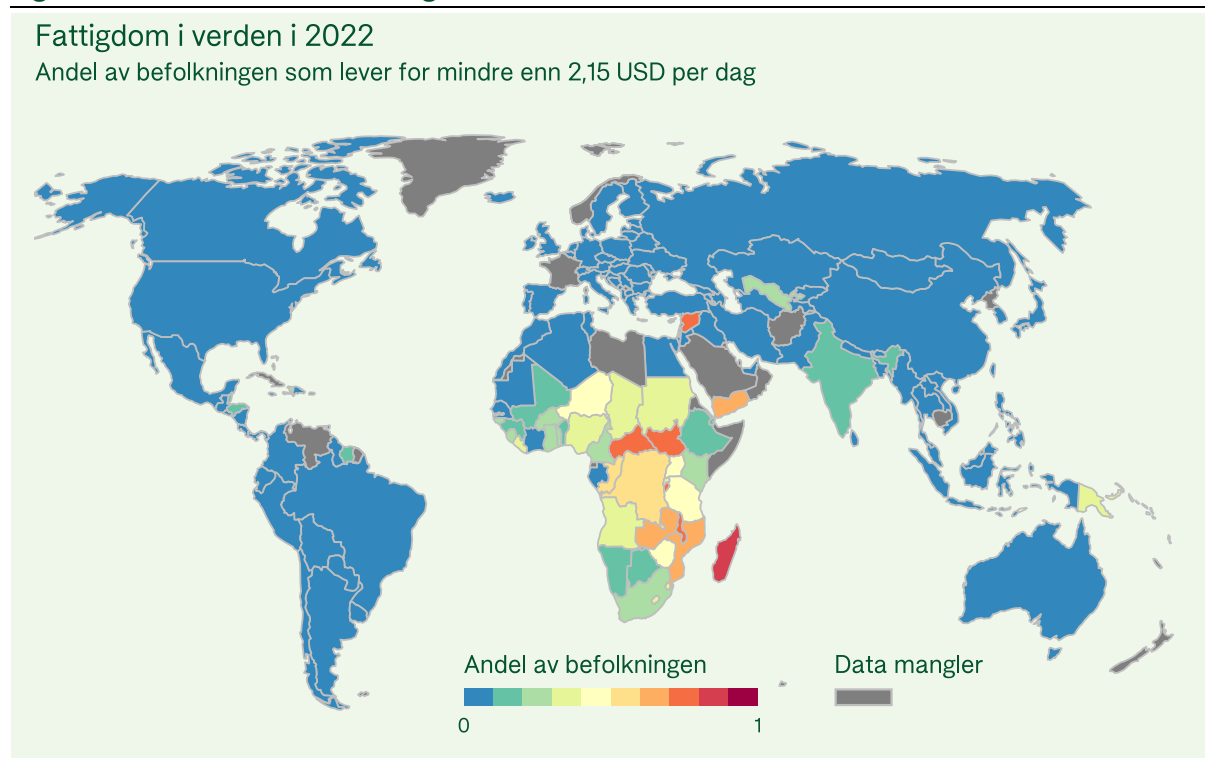 Fattigdom i verden i 2022
Andel av befolkningen som lever for mindre enn 2,15 USD per dag
Andel av befolkningen
Data mangler
0
1